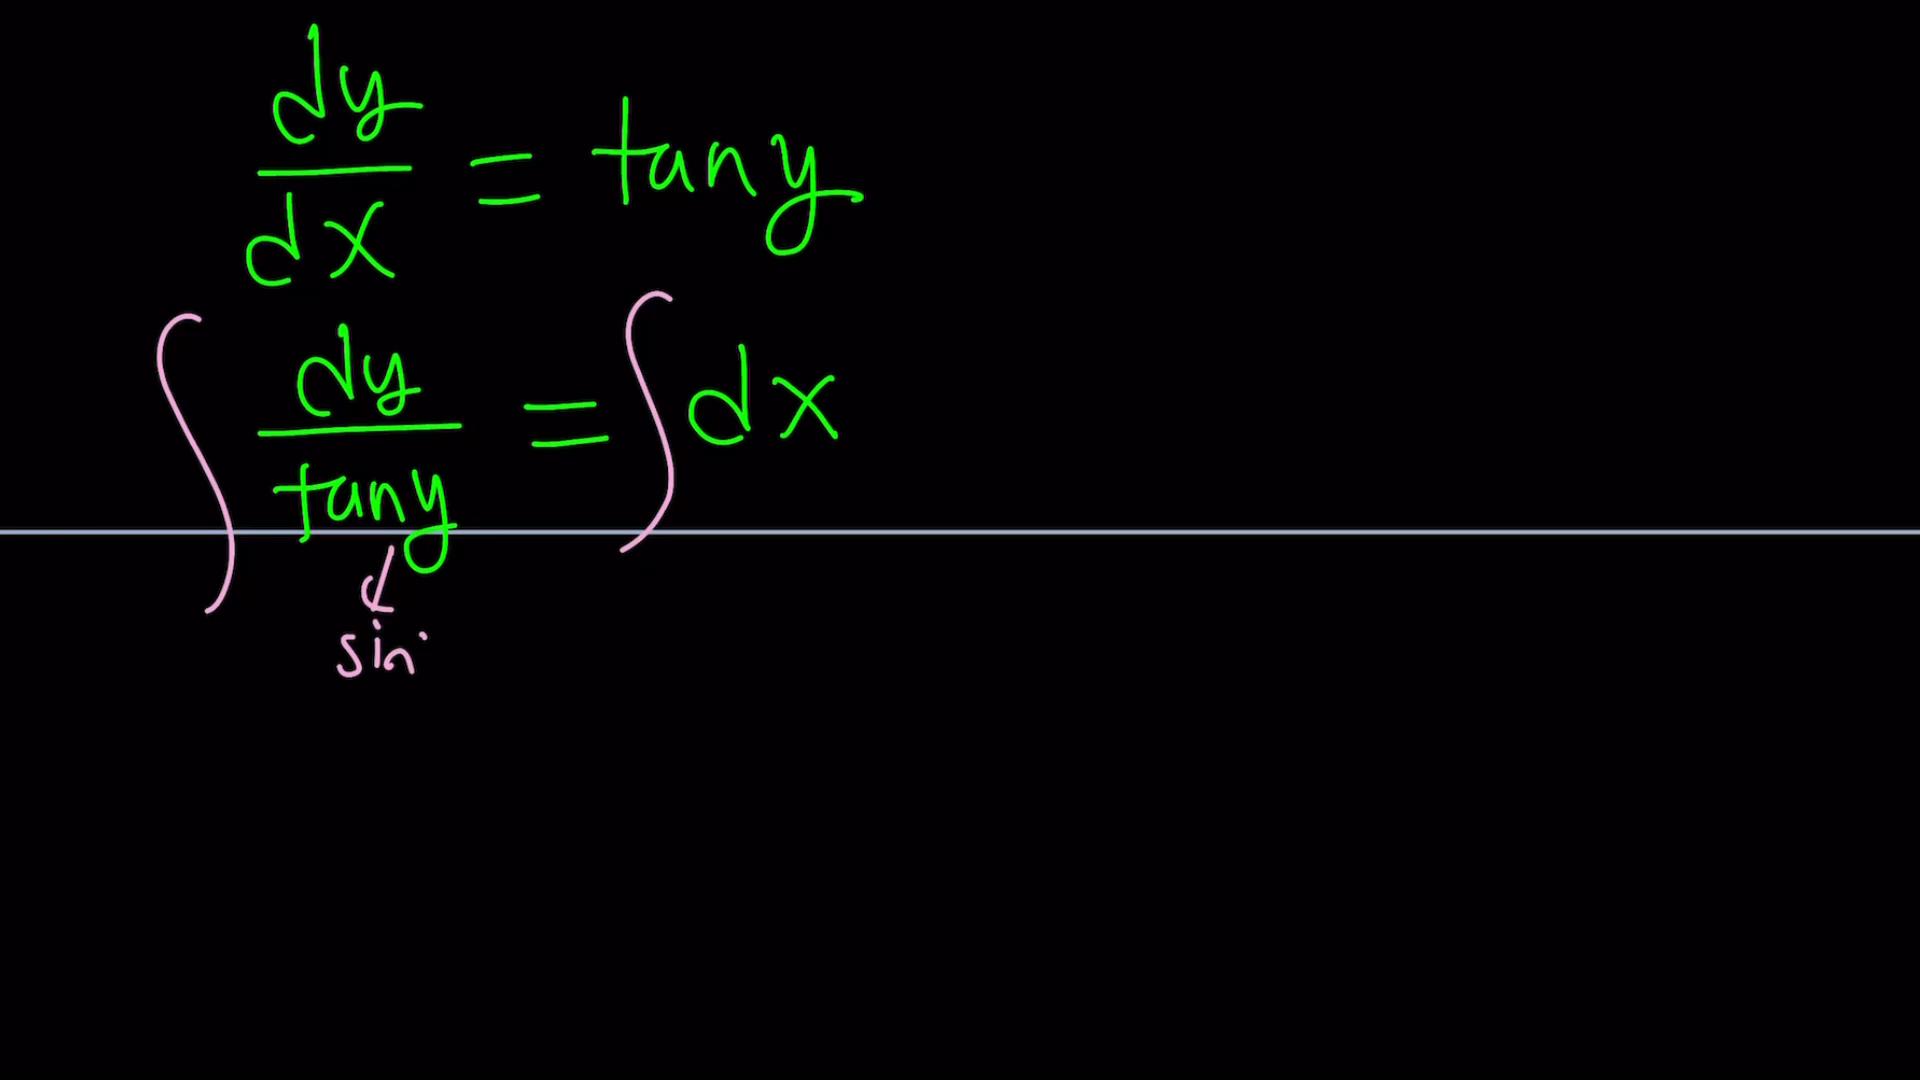 dy/dx = tany
∫ dy/tany = ∫ dx
sin